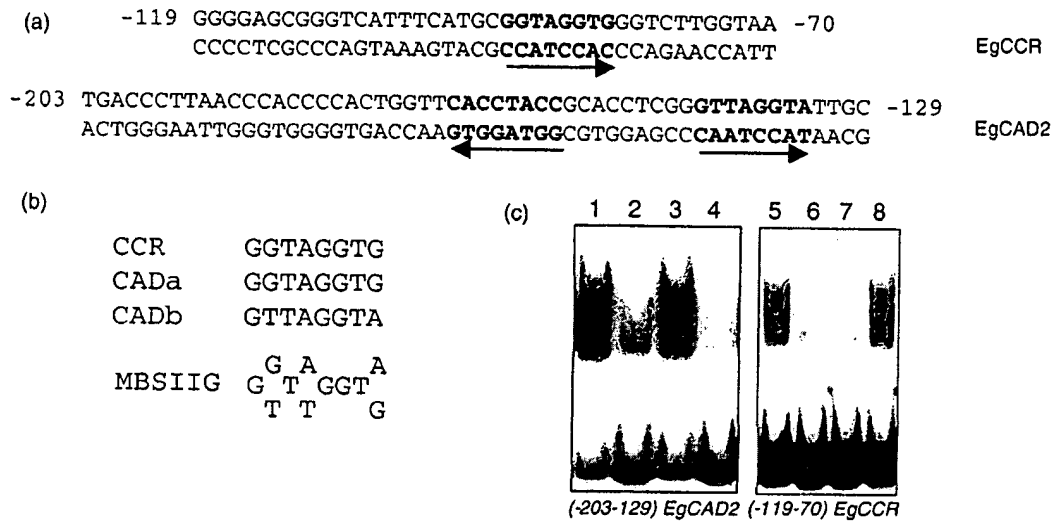 (a)
-119 GGGGAGCGGGTCATTTCATGCGGTAGGTGGGTCTTGGTAA -70
CCCCTCGCCCAGTAAAGTACGCCATCCACCCAGAACCATT EgCCR
-203 TGACCCTTAACCCACCCCACTGGTTCACCTACCGCACCTCGGGTTAGGTATTGC -129
ACTGGGAATTGGGTGGGGTGACCAAGTGGATGGCGTGGAGCCCAATCCATAACG EgCAD2
(b)
CCR GGTAGGTG
CADa GGTAGGTG
CADb GTTAGGTA
G A A
MBSIIG G T GGT
T T G
(c)
1 2 3 4 5 6 7 8
(-203-129) EgCAD2 (-119-70) EgCCR